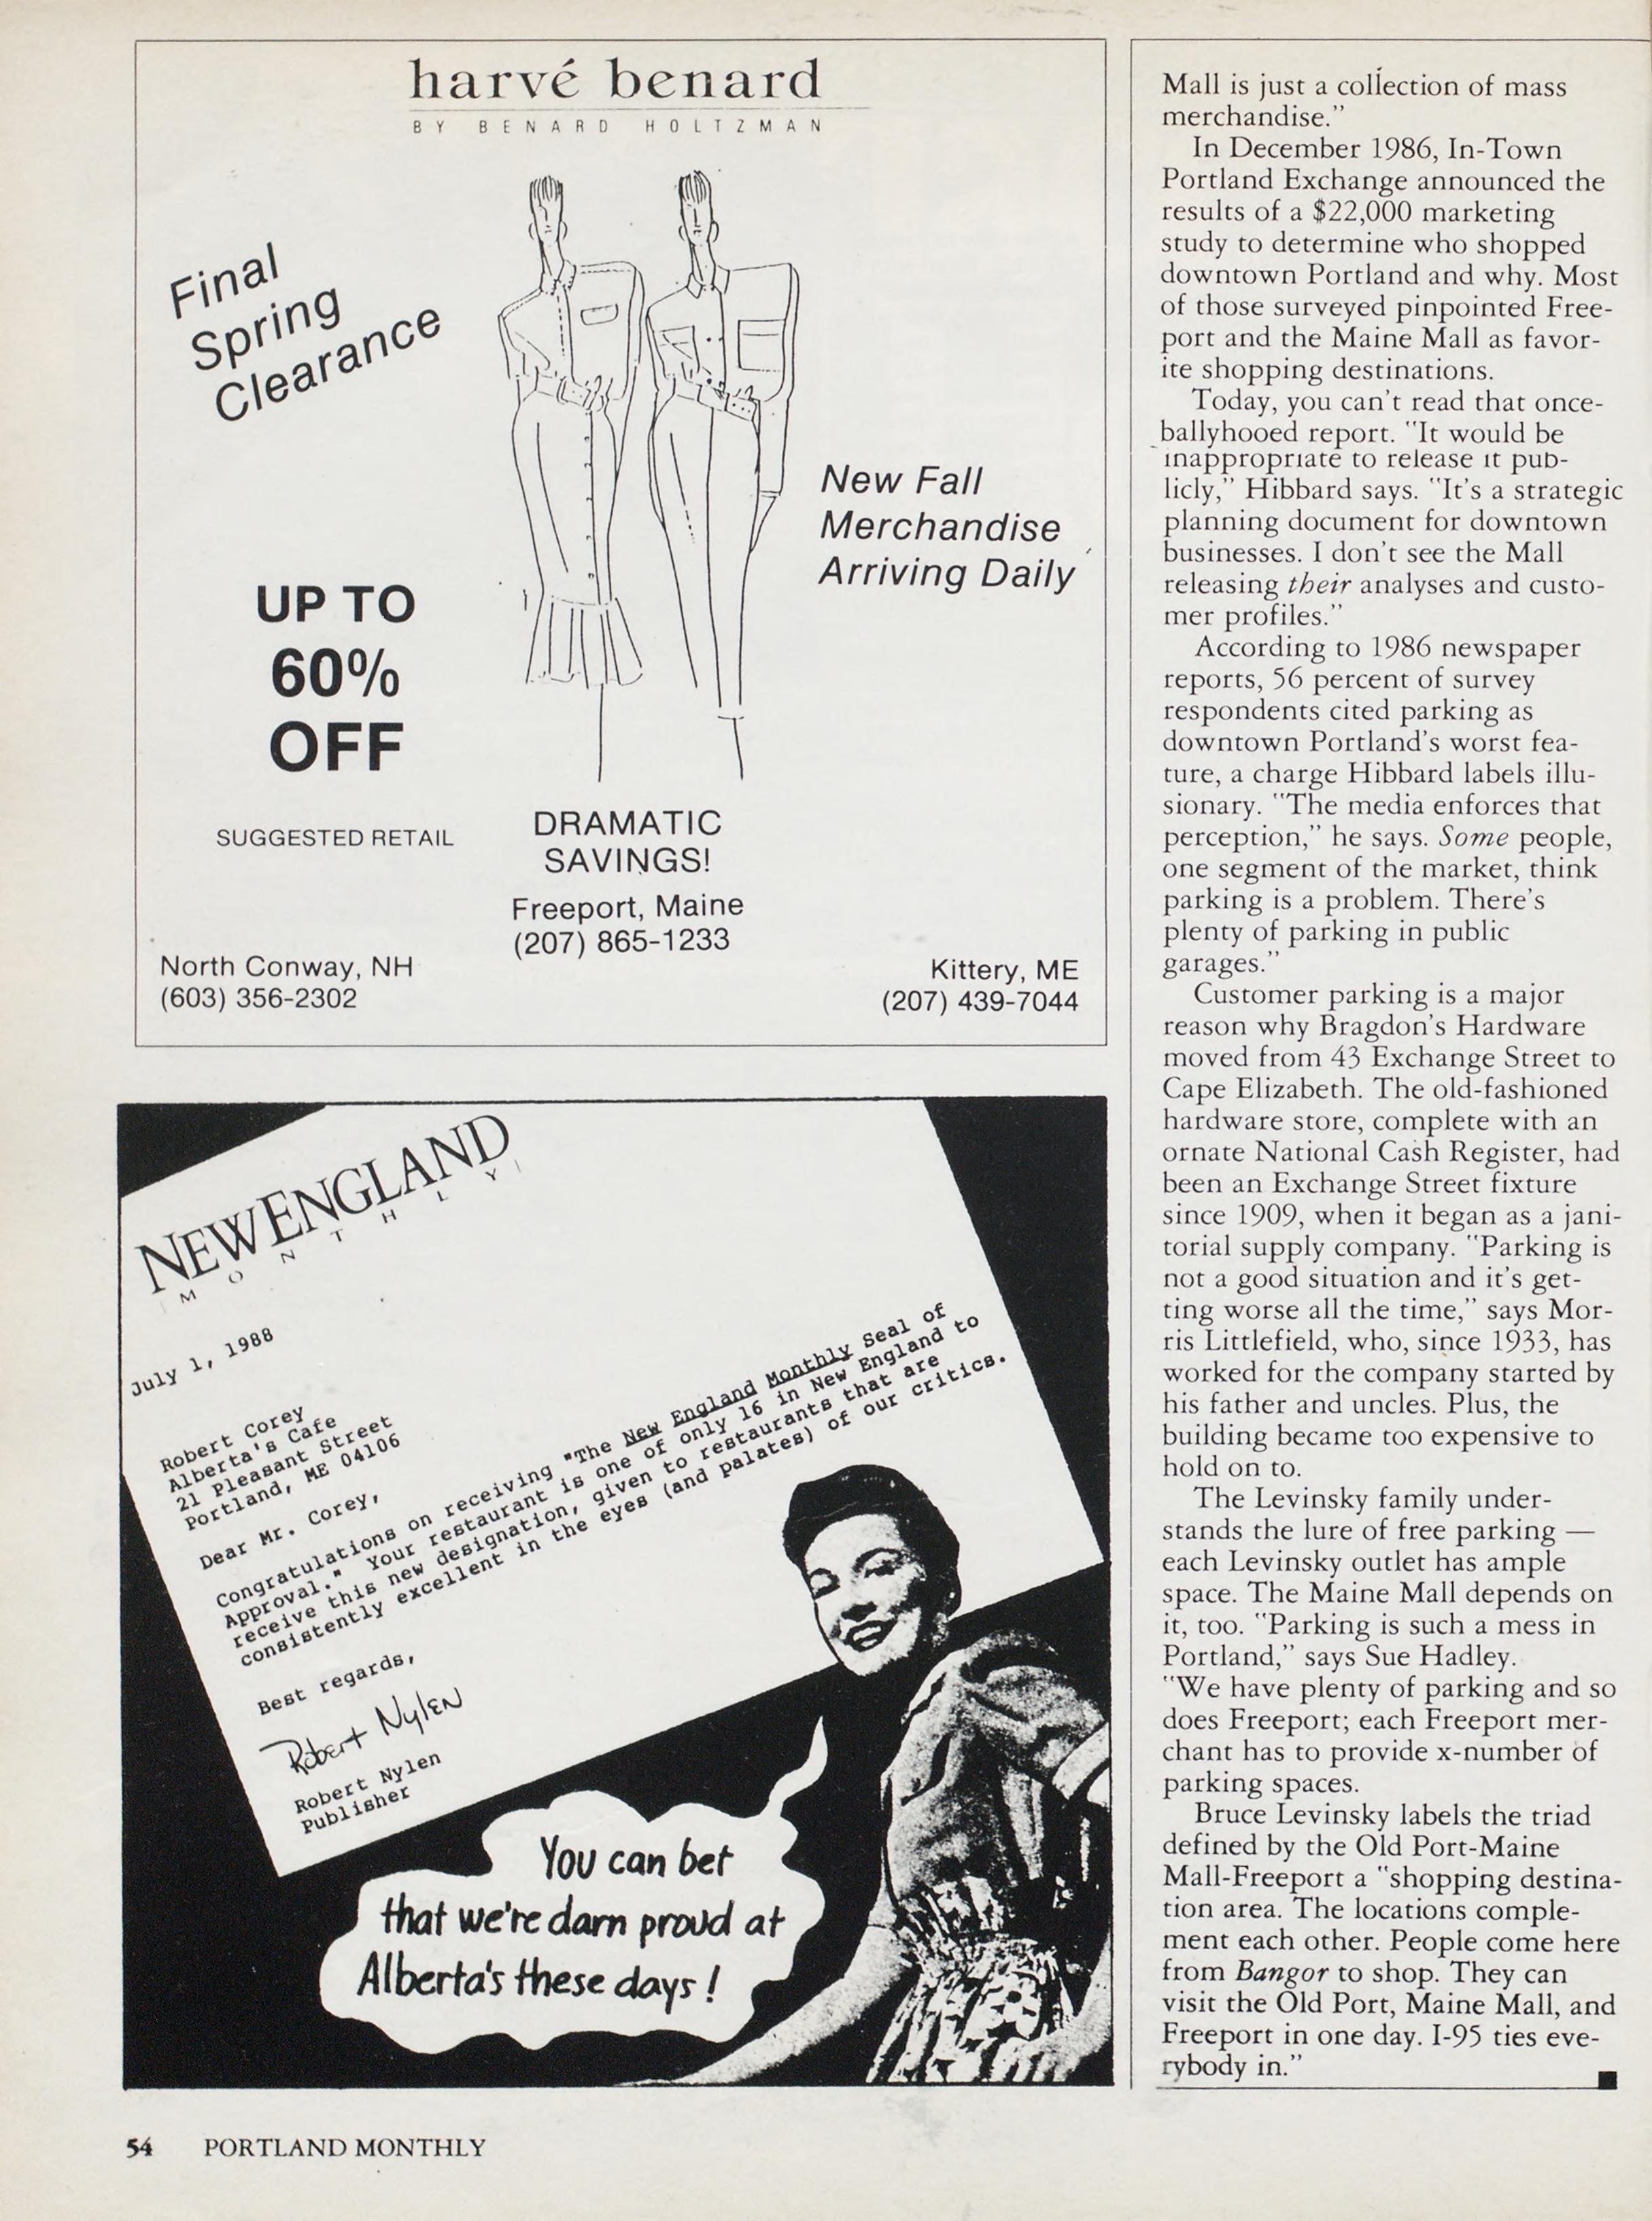 harvé benard
BY BENARD HOLTZMAN
Final
Spring
Clearance
New Fall
Merchandise
Arriving Daily
UP TO
60%
OFF
SUGGESTED RETAIL
DRAMATIC
SAVINGS!
Freeport, Maine
(207) 865-1233
North Conway, NH
(603) 356-2302
Kittery, ME
(207) 439-7044
NEW ENGLAND
MONTHLY
July 1, 1988
Robert Corey
Alberta's Cafe
21 Pleasant Street
Portland, ME 04106
Dear Mr. Corey,
Congratulations on receiving "The New England Monthly Seal of
Approval." Your restaurant is one of only 16 in New England to
receive this new designation, given to restaurants that are
consistently excellent in the eyes (and palates) of our critics.
Best regards,
Robert Nylen
Robert Nylen
Publisher
You can bet
that we're darn proud at
Alberta's these days!
Mall is just a collection of mass
merchandise.”
In December 1986, In-Town
Portland Exchange announced the
results of a $22,000 marketing
study to determine who shopped
downtown Portland and why. Most
of those surveyed pinpointed Free-
port and the Maine Mall as favor-
ite shopping destinations.
Today, you can't read that once-
ballyhooed report. “It would be
inappropriate to release it pub-
licly,” Hibbard says. “It's a strategic
planning document for downtown
businesses. I don't see the Mall
releasing their analyses and custo-
mer profiles.”
According to 1986 newspaper
reports, 56 percent of survey
respondents cited parking as
downtown Portland's worst fea-
ture, a charge Hibbard labels illu-
sionary. “The media enforces that
perception,” he says. Some people,
one segment of the market, think
parking is a problem. There's
plenty of parking in public
garages.”
Customer parking is a major
reason why Bragdon's Hardware
moved from 43 Exchange Street to
Cape Elizabeth. The old-fashioned
hardware store, complete with an
ornate National Cash Register, had
been an Exchange Street fixture
since 1909, when it began as a jani-
torial supply company. “Parking is
not a good situation and it's get-
ting worse all the time,” says Mor-
ris Littlefield, who, since 1933, has
worked for the company started by
his father and uncles. Plus, the
building became too expensive to
hold on to.
The Levinsky family under-
stands the lure of free parking —
each Levinsky outlet has ample
space. The Maine Mall depends on
it, too. “Parking is such a mess in
Portland,” says Sue Hadley.
“We have plenty of parking and so
does Freeport; each Freeport mer-
chant has to provide x-number of
parking spaces.
Bruce Levinsky labels the triad
defined by the Old Port-Maine
Mall-Freeport a “shopping destina-
tion area. The locations comple-
ment each other. People come here
from Bangor to shop. They can
visit the Old Port, Maine Mall, and
Freeport in one day. I-95 ties eve-
rybody in.”
54 PORTLAND MONTHLY